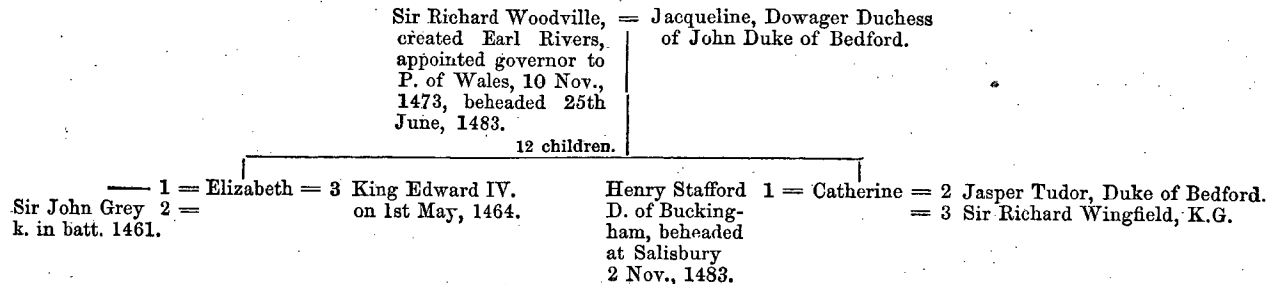 Sir Richard Woodville, = Jacqueline, Dowager Duchess
created Earl Rivers, of John Duke of Bedford.
appointed governor to
P. of Wales, 10 Nov.,
1473, beheaded 25th
June, 1483.
12 children.
—— 1 = Elizabeth = 3 King Edward IV.
Sir John Grey 2 = on 1st May, 1464.
k. in batt. 1461.
Henry Stafford 1 = Catherine = 2 Jasper Tudor, Duke of Bedford.
D. of Bucking- = 3 Sir Richard Wingfield, K.G.
ham, beheaded
at Salisbury
2 Nov., 1483.